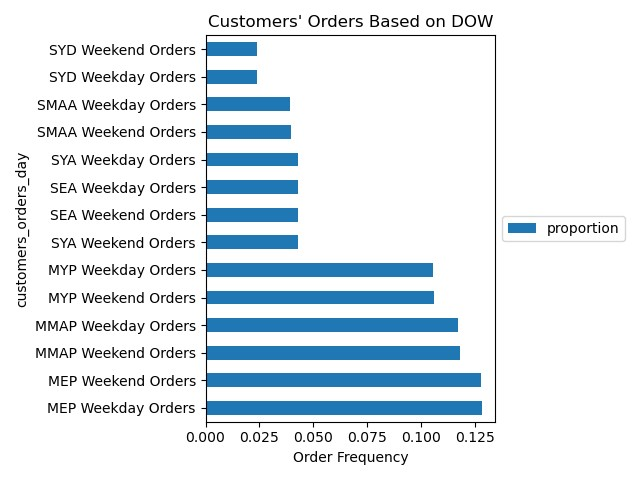 Customers' Orders Based on DOW
SYD Weekend Orders
SYD Weekday Orders
SMAA Weekday Orders
SMAA Weekend Orders
SYA Weekday Orders
SEA Weekday Orders
SEA Weekend Orders
SYA Weekend Orders
MYP Weekday Orders
MYP Weekend Orders
MMAP Weekday Orders
MMAP Weekend Orders
MEP Weekend Orders
MEP Weekday Orders
customers_orders_day
proportion
0.000 0.025 0.050 0.075 0.100 0.125
Order Frequency